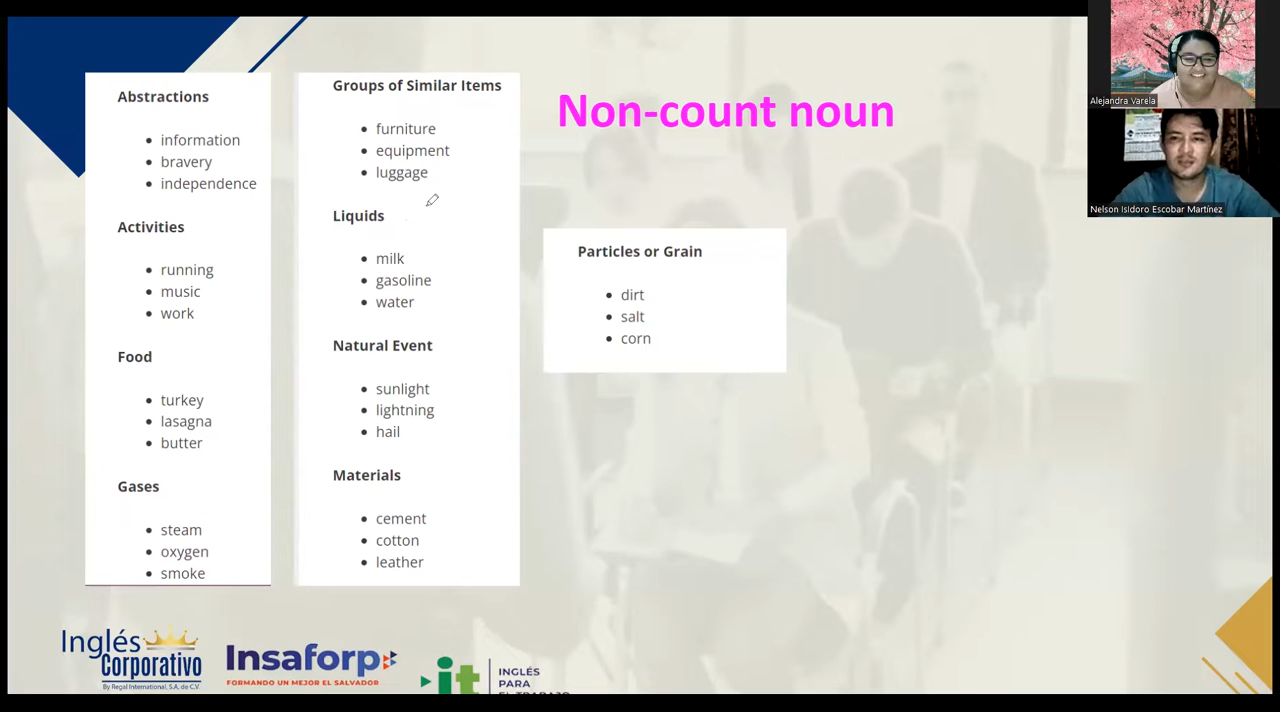 Abstractions
information
bravery
independence
Activities
running
music
work
Food
turkey
lasagna
butter
Gases
steam
oxygen
smoke
Groups of Similar Items
furniture
equipment
luggage
Liquids
milk
gasoline
water
Natural Event
sunlight
lightning
hail
Materials
cement
cotton
leather
Non-count noun
Particles or Grain
dirt
salt
corn
Alejandra Varela
Nelson Isidoro Escobar Martínez
Inglés
Corporativo
By Regal International, S.A. de C.V.
Insaforp
FORMANDO UN MEJOR EL SALVADOR
it
INGLÉS
PARA
EL TRABAJO